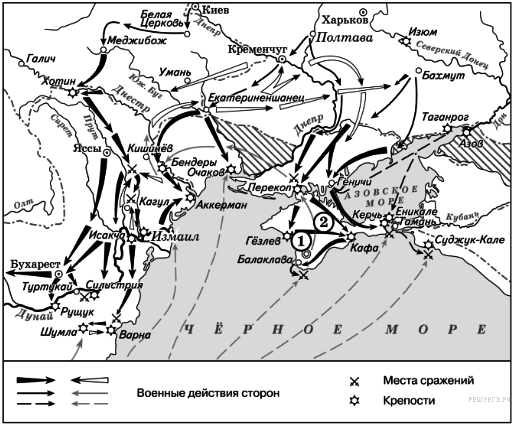 Киев
Белая
Церковь
Харьков
Изюм
Меджибож
Днепр
Полтава
Северский Донец
Галич
Кременчуг
Умань
Бахмут
Хотин
Юж. Буг
Днестр
Екатериненшанец
Таганрог
Прут
Сирет
Днепр
Дон
Азов
Яссы
Кишинёв
Бендеры
Очаков
Перекоп
Геничи
АЗОВСКОЕ
МОРЕ
Олт
Кагул
Аккерман
Еникале
Керчь
Тамань
Кубань
Исакча
Измаил
Гёзлев
1
2
Кафа
Суджук-Кале
Бухарест
Балаклава
Туртукай
Силистрия
Дунай
Рущук
Шумла
Варна
ЧЁРНОЕ МОРЕ
Военные действия сторон
Места сражений
Крепости
РЕШУЕГЭ.РФ